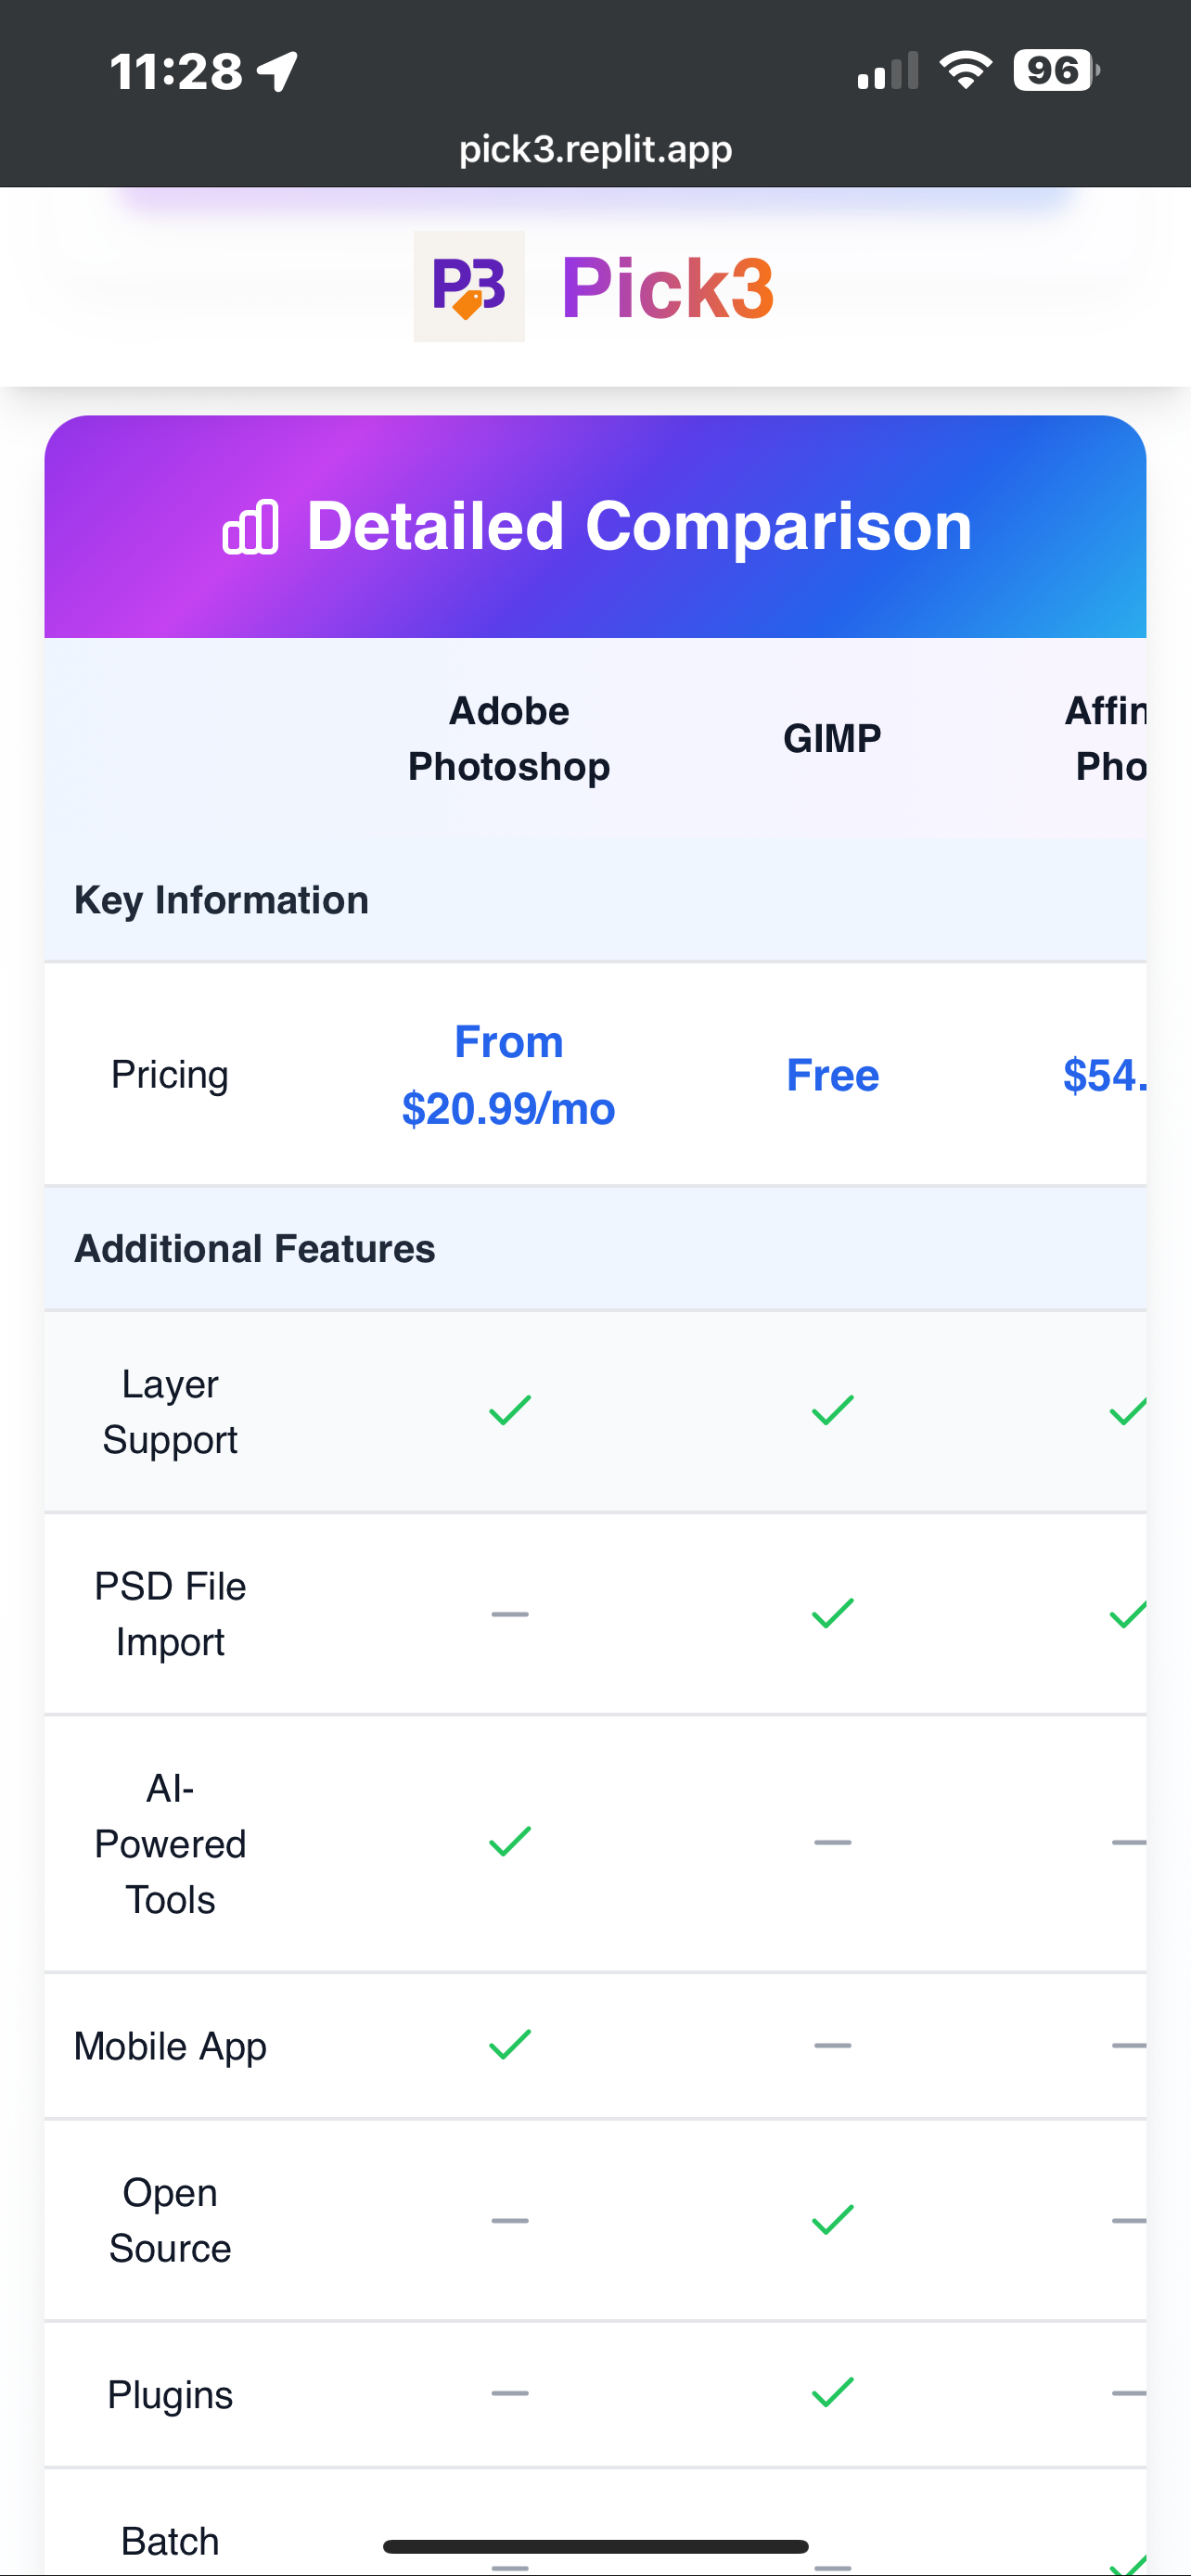 11:28
96
pick3.replit.app
P3 Pick3
Detailed Comparison
Adobe
Photoshop
GIMP
Affin
Pho
Key Information
Pricing
From
$20.99/mo
Free
$54.
Additional Features
Layer
Support
PSD File
Import
AI-
Powered
Tools
Mobile App
Open
Source
Plugins
Batch